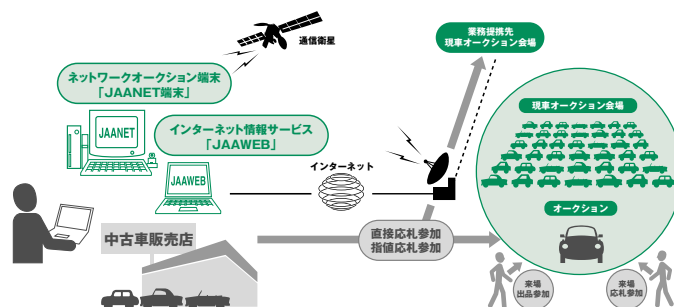 通信衛星
業務提携先
現車オークション会場
ネットワークオークション端末
「JAANET端末」
現車オークション会場
JAANET
インターネット情報サービス
「JAAWEB」
インターネット
JAAWEB
オークション
中古車販売店
直接応札参加
指値応札参加
来場
出品参加
来場
応札参加